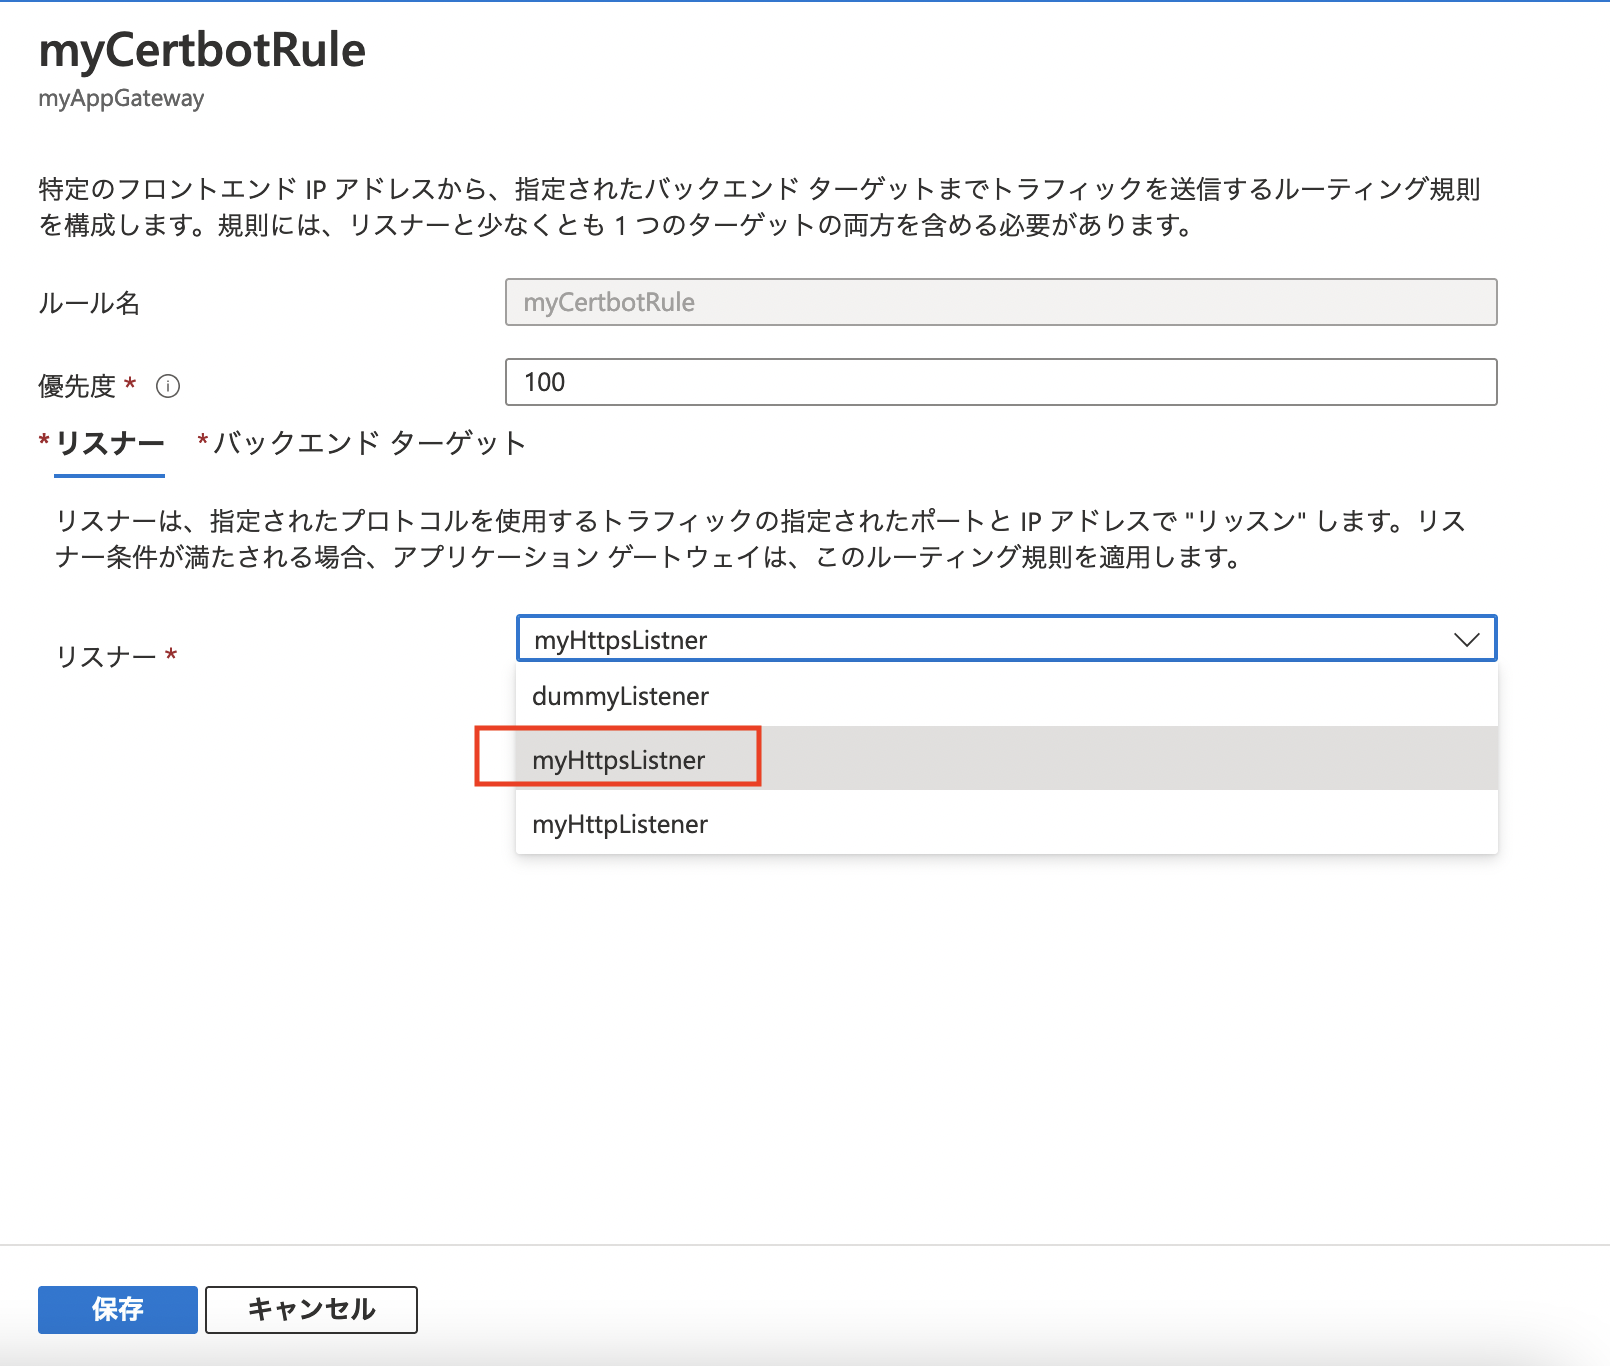 myCertbotRule
myAppGateway
特定のフロントエンド IP アドレスから、指定されたバックエンド ターゲットまでトラフィックを送信するルーティング規則
を構成します。規則には、リスナーと少なくとも 1 つのターゲットの両方を含める必要があります。
ルール名
myCertbotRule
優先度 *
100
* リスナー * バックエンド ターゲット
リスナーは、指定されたプロトコルを使用するトラフィックの指定されたポートと IP アドレスで "リッスン" します。リス
ナー条件が満たされる場合、アプリケーション ゲートウェイは、このルーティング規則を適用します。
リスナー *
myHttpsListner
dummyListener
myHttpsListner
myHttpListener
保存 キャンセル